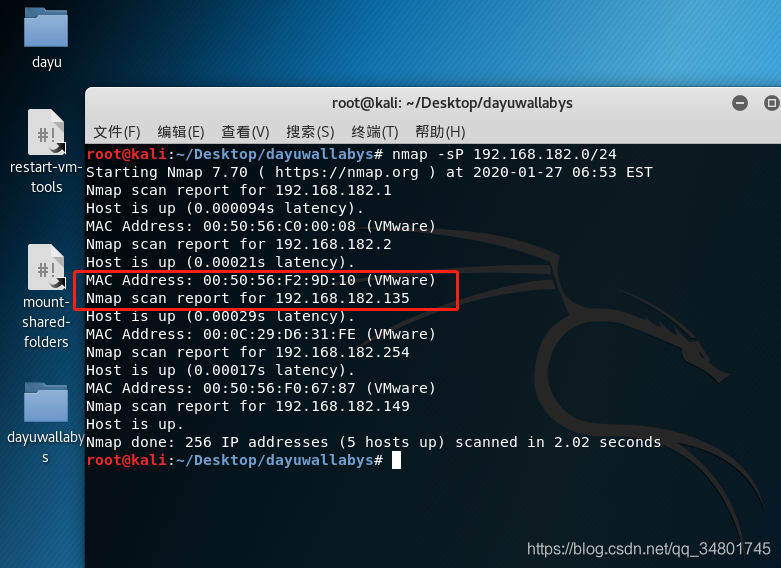 dayu
restart-vm-
tools
mount-
shared-
folders
dayuwallaby
s
root@kali: ~/Desktop/dayuwallabys
文件(F) 编辑(E) 查看(V) 搜索(S) 终端(T) 帮助(H)
root@kali:~/Desktop/dayuwallabys# nmap -sP 192.168.182.0/24
Starting Nmap 7.70 ( https://nmap.org ) at 2020-01-27 06:53 EST
Nmap scan report for 192.168.182.1
Host is up (0.000094s latency).
MAC Address: 00:50:56:C0:00:08 (VMware)
Nmap scan report for 192.168.182.2
Host is up (0.00021s latency).
MAC Address: 00:50:56:F2:9D:10 (VMware)
Nmap scan report for 192.168.182.135
Host is up (0.00029s latency).
MAC Address: 00:0C:29:D6:31:FE (VMware)
Nmap scan report for 192.168.182.254
Host is up (0.00017s latency).
MAC Address: 00:50:56:F0:67:87 (VMware)
Nmap scan report for 192.168.182.149
Host is up.
Nmap done: 256 IP addresses (5 hosts up) scanned in 2.02 seconds
root@kali:~/Desktop/dayuwallabys#
https://blog.csdn.net/qq_34801745